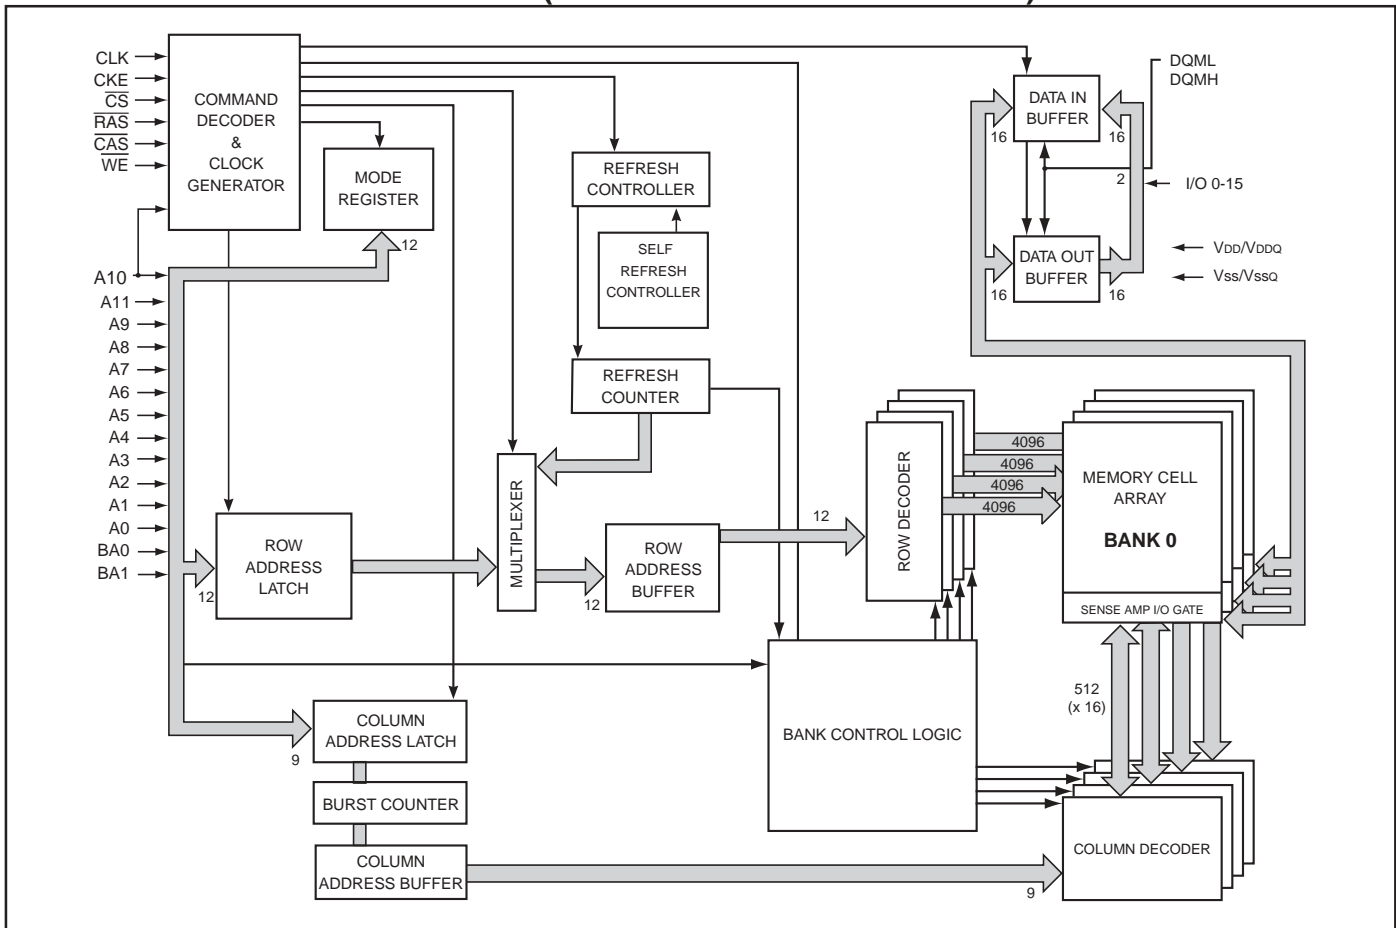 CLK
CKE
CS
RAS
CAS
WE
A10
A11
A9
A8
A7
A6
A5
A4
A3
A2
A1
A0
BA0
BA1
COMMAND
DECODER
&
CLOCK
GENERATOR
MODE
REGISTER
12
REFRESH
CONTROLLER
SELF
REFRESH
CONTROLLER
REFRESH
COUNTER
DATA IN
BUFFER
16
16
DQML
DQMH
2
I/O 0-15
DATA OUT
BUFFER
16
16
VDD/VDDQ
Vss/VssQ
ROW
ADDRESS
LATCH
12
MULTIPLEXER
12
ROW
ADDRESS
BUFFER
12
ROW DECODER
4096
4096
4096
4096
MEMORY CELL
ARRAY
BANK 0
SENSE AMP I/O GATE
512
(x 16)
BANK CONTROL LOGIC
COLUMN
ADDRESS LATCH
9
BURST COUNTER
COLUMN
ADDRESS BUFFER
9
COLUMN DECODER